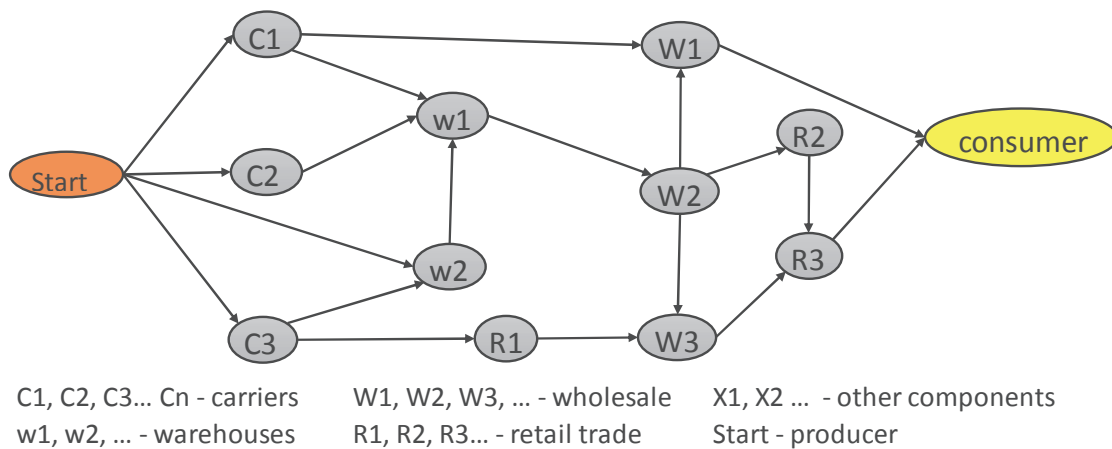 C1
W1
w1
R2
consumer
C2
Start
W2
w2
R3
C3
R1
W3
C1, C2, C3... Cn - carriers
W1, W2, W3, ... - wholesale
X1, X2 ... - other components
w1, w2, ... - warehouses
R1, R2, R3... - retail trade
Start - producer